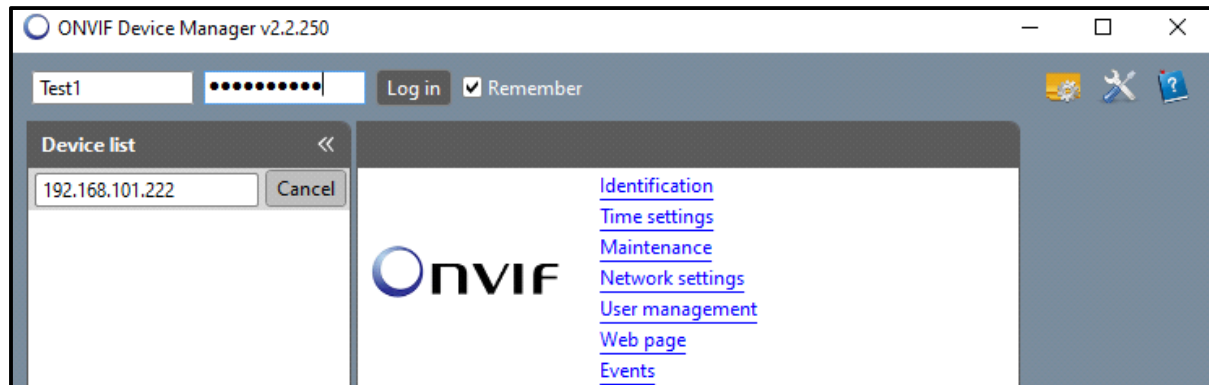 ONVIF Device Manager v2.2.250
Test1 •••••••••• Log in Remember
Device list
192.168.101.222 Cancel
Identification
Time settings
Maintenance
ONVIF
Network settings
User management
Web page
Events